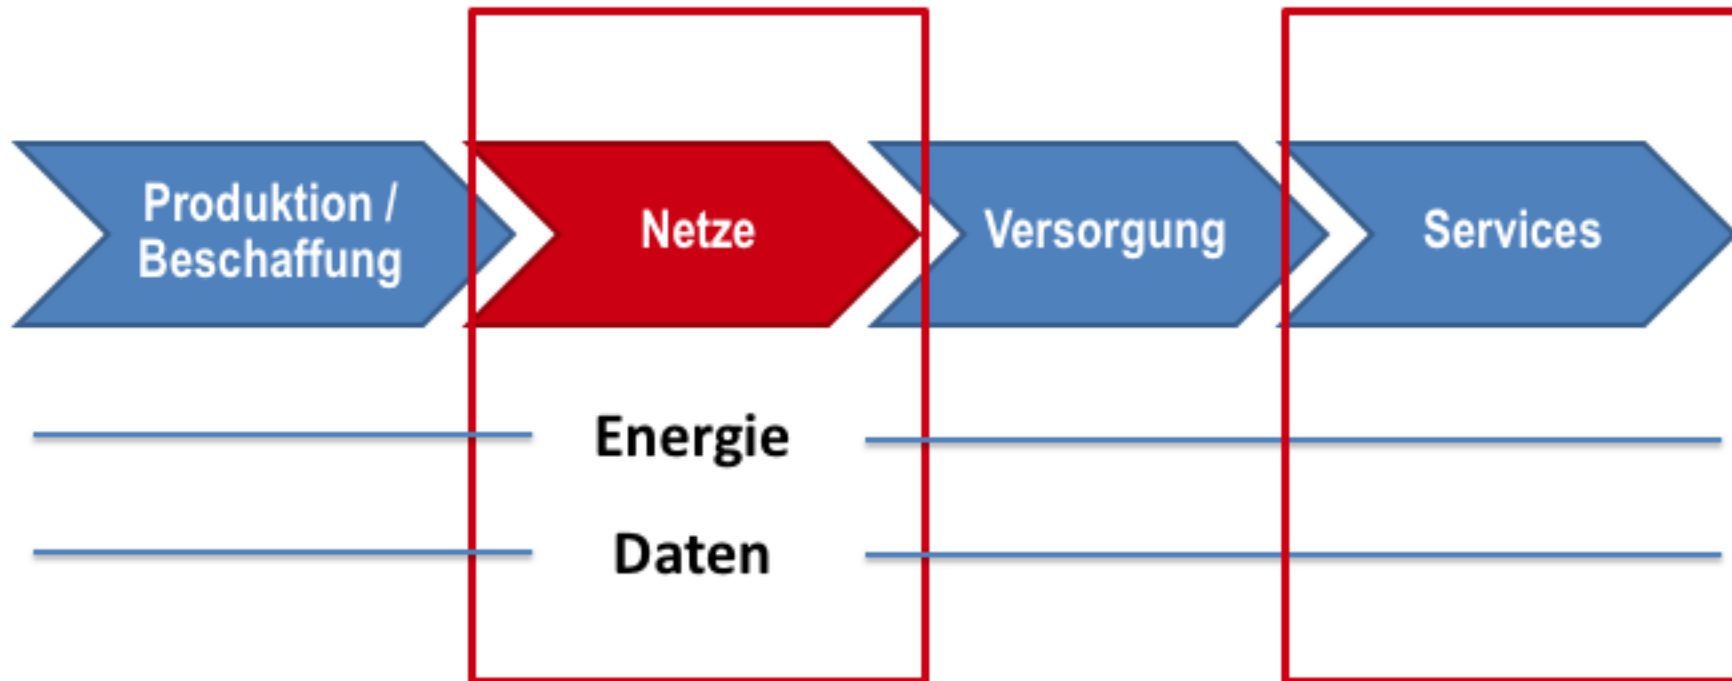 Produktion /
Beschaffung
Netze
Versorgung
Services
Energie
Daten